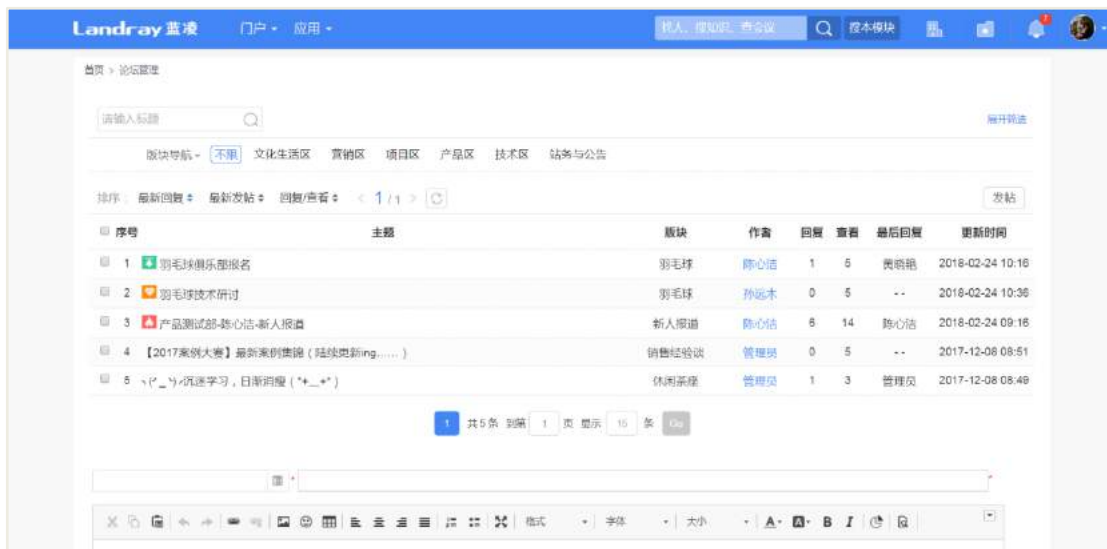 Landray 蓝凌 门户 应用 找人、搜知识、查会议 搜本模块
首页 > 论坛管理
请输入标题 展开筛选
版块导航 不限 文化生活区 营销区 项目区 产品区 技术区 站务与公告
排序: 最新回复 最新发帖 回复/查看 < 1 / 1 > 发帖
序号 主题 版块 作者 回复 查看 最后回复 更新时间
1 羽毛球俱乐部报名 羽毛球 陈心洁 1 5 黄晓艳 2018-02-24 10:16
2 羽毛球技术研讨 羽毛球 孙远木 0 5 -- 2018-02-24 10:36
3 产品测试部-陈心洁-新人报道 新人报道 陈心洁 6 14 陈心洁 2018-02-24 09:16
4 【2017案例大赛】最新案例集锦(陆续更新ing......) 销售经验谈 管理员 0 5 -- 2017-12-08 08:51
5 沉迷学习,日渐消瘦(*+﹏+*) 休闲茶座 管理员 1 3 管理员 2017-12-08 08:49
1 共5条 到第 1 页 显示 15 条 Go
* *
格式 字体 大小 A A B I